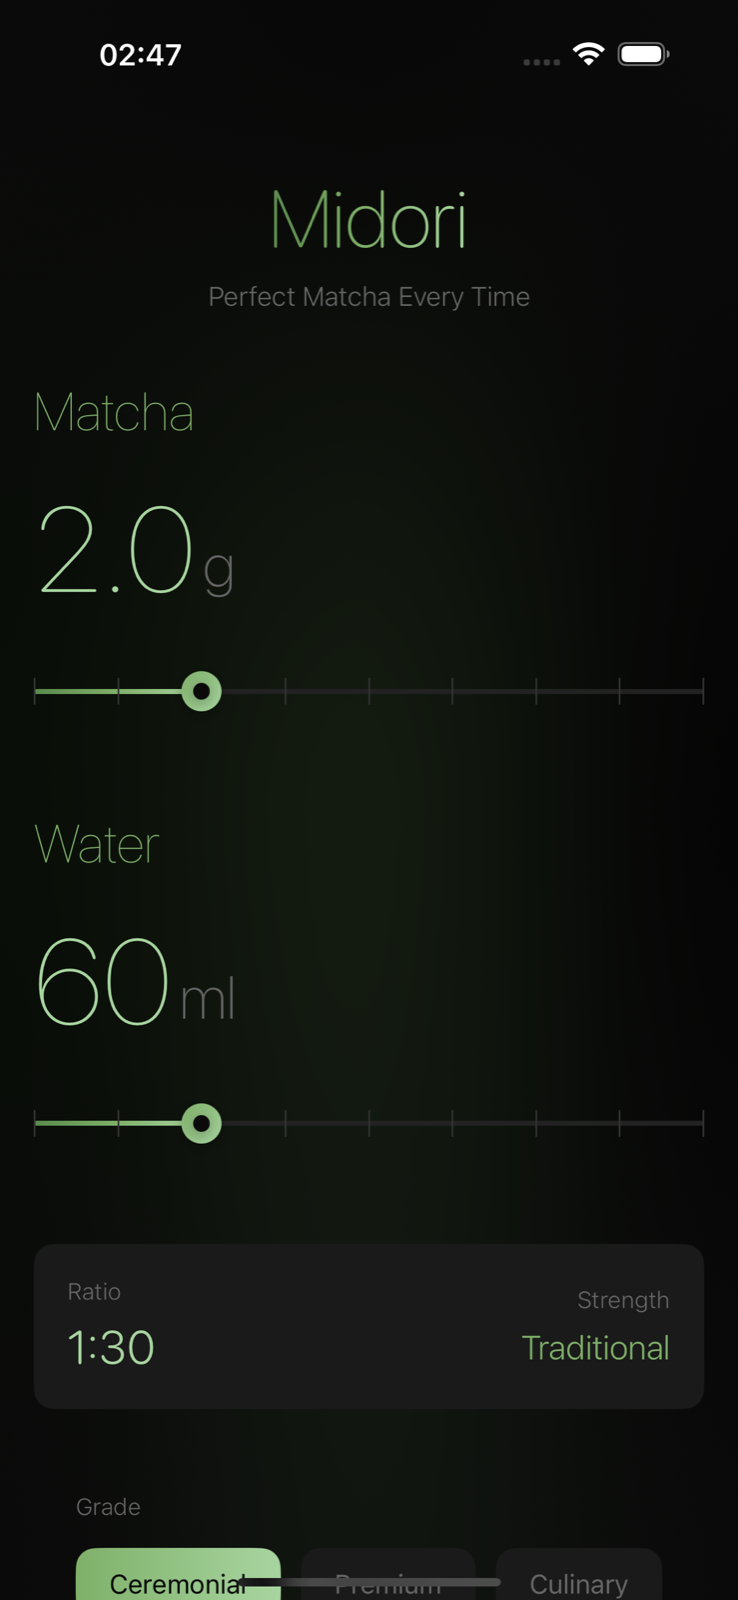 02:47
Midori
Perfect Matcha Every Time
Matcha
2.0 g
Water
60 ml
Ratio
Strength
1:30
Traditional
Grade
Ceremonial
Premium
Culinary